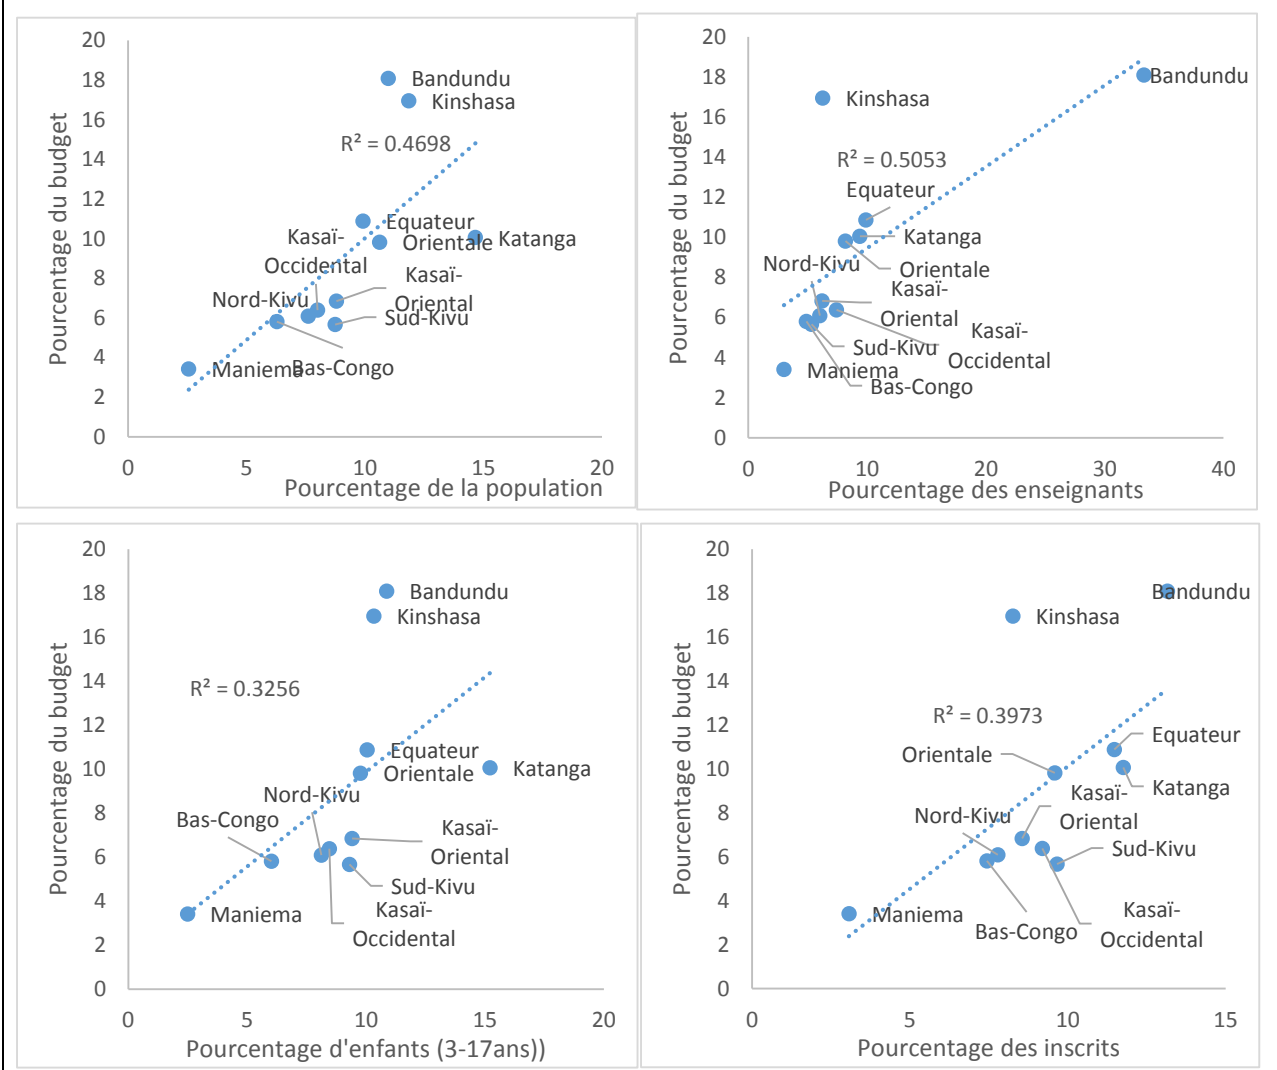 20
18
16
14
12
10
8
6
4
2
0
Pourcentage du budget
Bandundu
Kinshasa
R² = 0.4698
Equateur
Orientale
Katanga
Kasaï-
Occidental
Kasaï-
Oriental
Nord-Kivu
Sud-Kivu
Maniema
Bas-Congo
0 5 10 15 20
Pourcentage de la population
20
18
16
14
12
10
8
6
4
2
0
Pourcentage du budget
Bandundu
Kinshasa
R² = 0.5053
Equateur
Katanga
Nord-Kivu
Orientale
Kasaï-
Oriental
Kasaï-
Occidental
Sud-Kivu
Maniema
Bas-Congo
0 10 20 30 40
Pourcentage des enseignants
20
18
16
14
12
10
8
6
4
2
0
Pourcentage du budget
Bandundu
Kinshasa
R² = 0.3256
Equateur
Orientale
Katanga
Nord-Kivu
Bas-Congo
Kasaï-
Oriental
Sud-Kivu
Kasaï-
Occidental
Maniema
0 5 10 15 20
Pourcentage d'enfants (3-17ans))
20
18
16
14
12
10
8
6
4
2
0
Pourcentage du budget
Bandundu
Kinshasa
R² = 0.3973
Equateur
Orientale
Katanga
Kasaï-
Oriental
Nord-Kivu
Sud-Kivu
Maniema
Kasaï-
Occidental
Bas-Congo
0 5 10 15
Pourcentage des inscrits